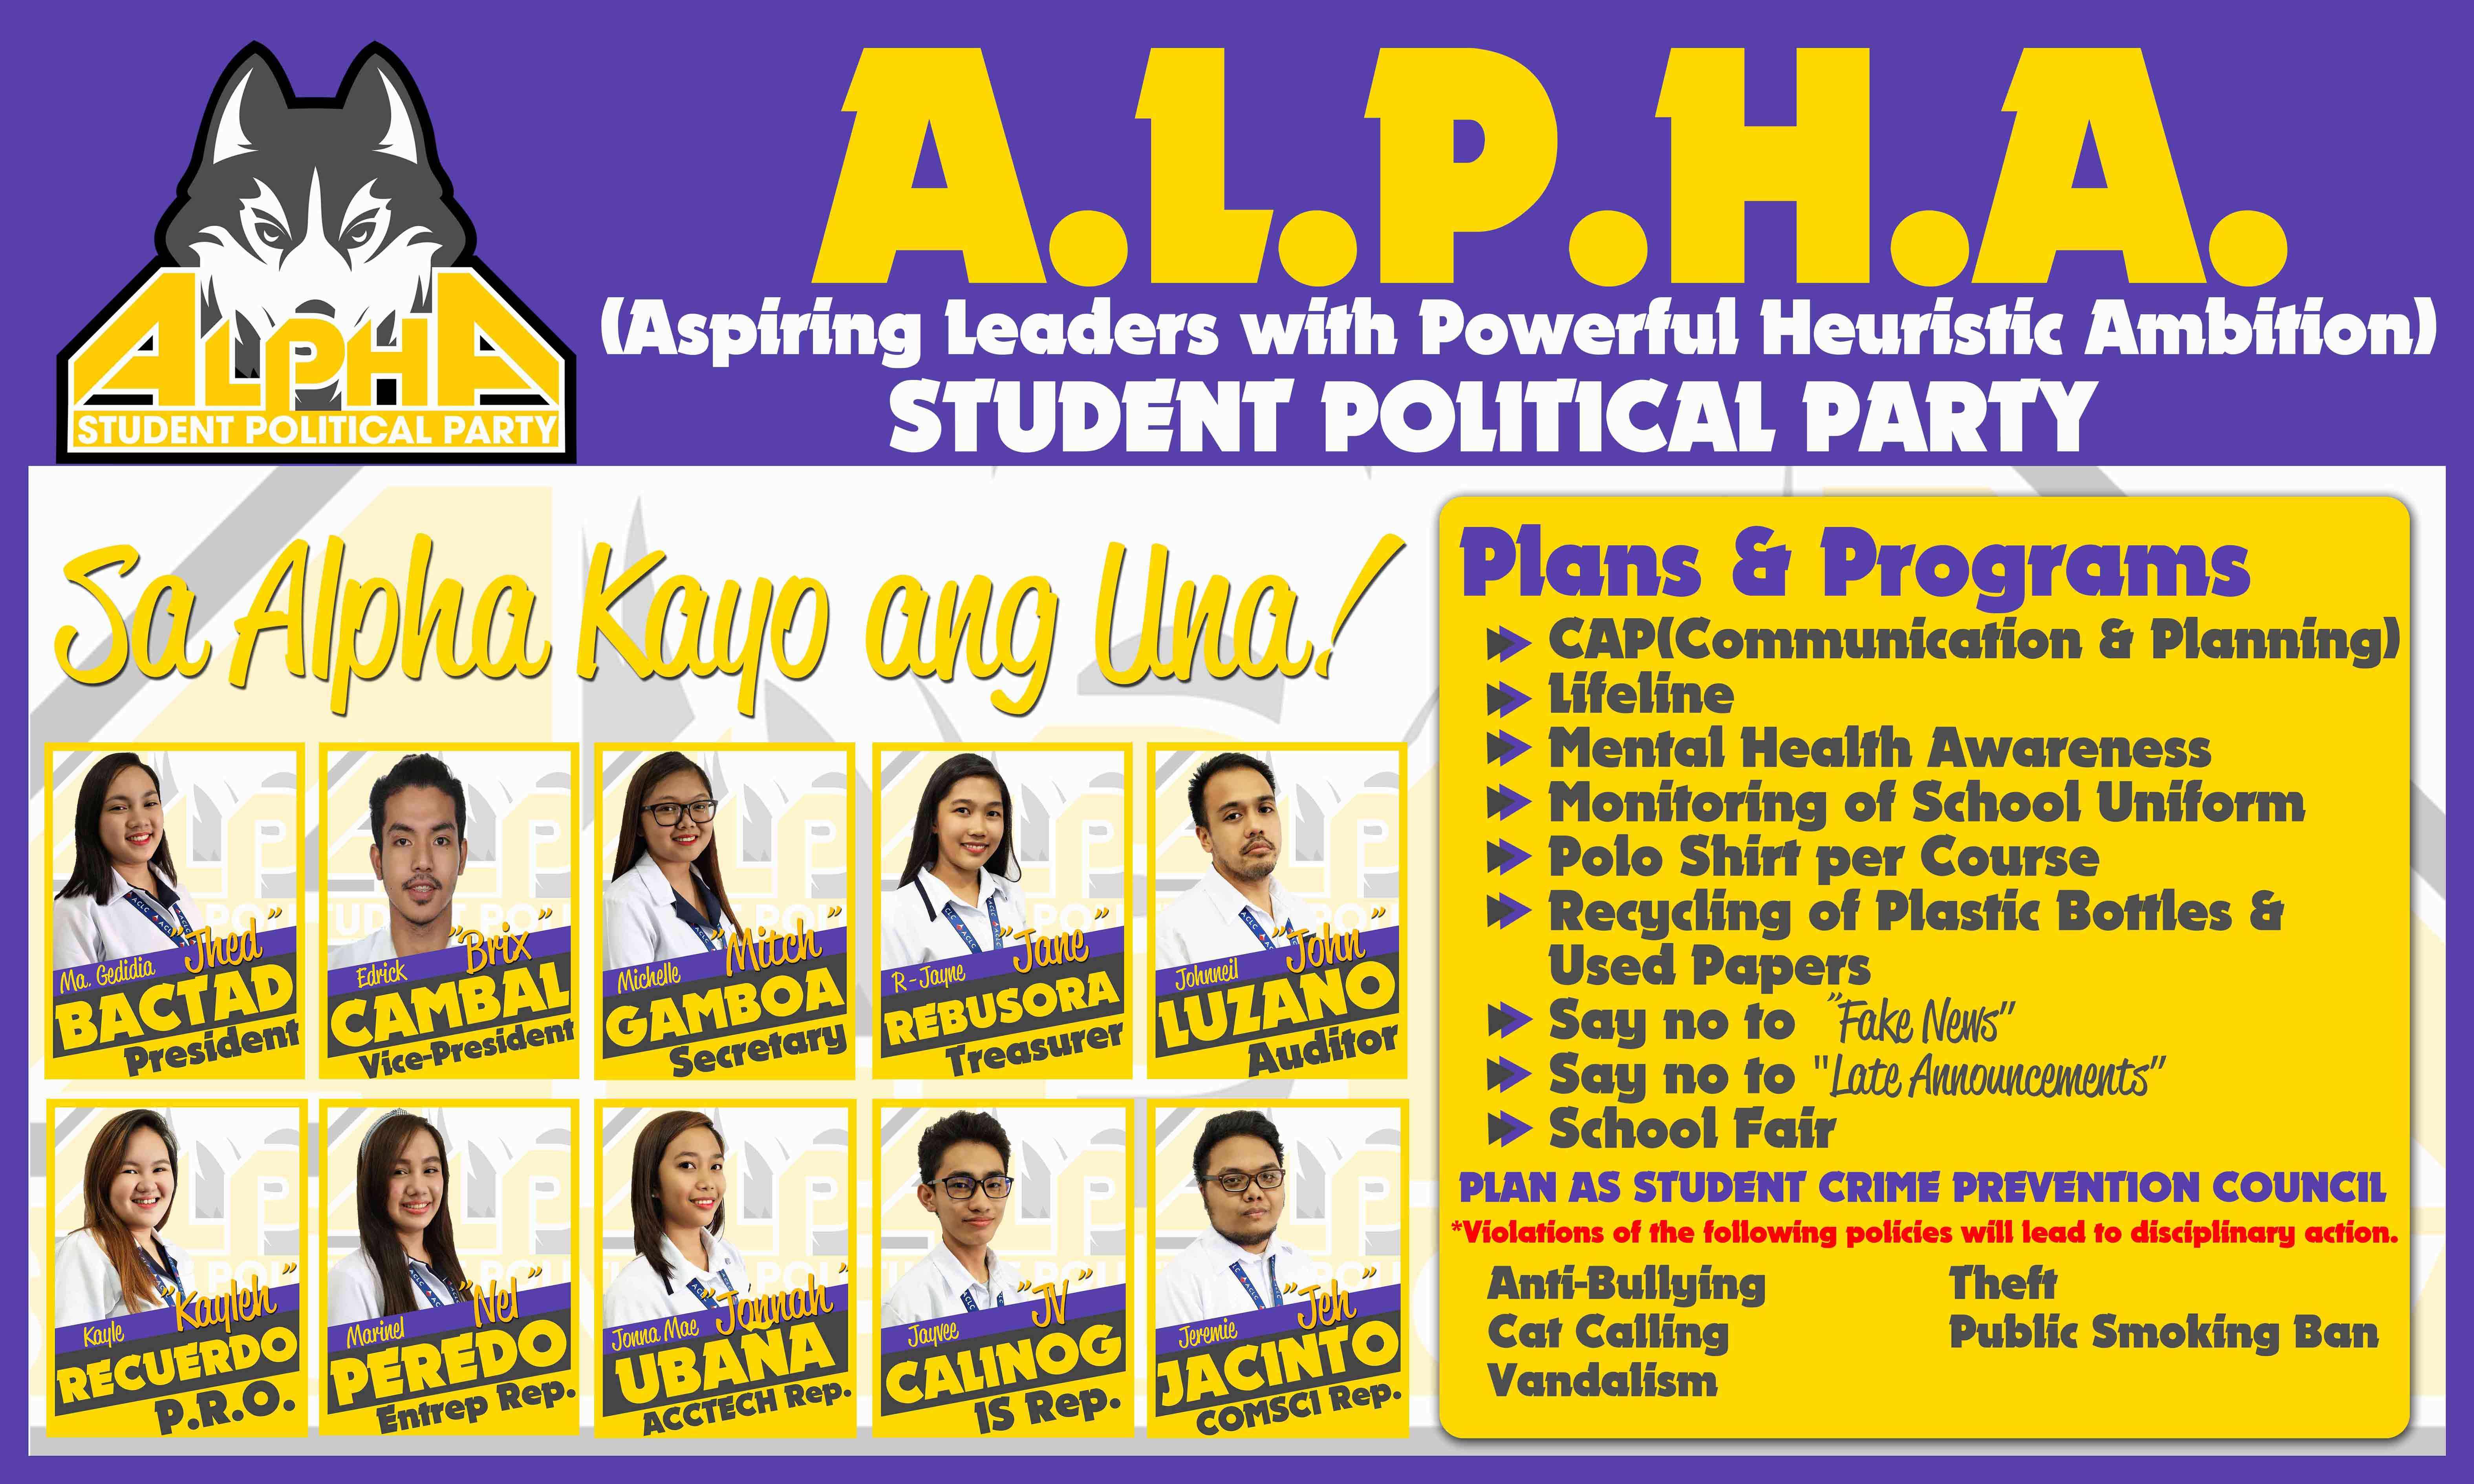 A.L.P.H.A.
(Aspiring Leaders with Powerful Heuristic Ambition)
STUDENT POLITICAL PARTY
ALPHA
STUDENT POLITICAL PARTY
Sa Alpha Kayo ang Una!
Ma. Gedidia "Jhed"
BACTAD
President
Edrick "Brix"
CAMBAL
Vice-President
Michelle "Mitch"
GAMBOA
Secretary
R-Jayne "Jane"
REBUSORA
Treasurer
Johnneil "John"
LUZANO
Auditor
Kayle "Kayleh"
RECUERDO
P.R.O.
Marinel "Nel"
PEREDO
Entrep Rep.
Jonna Mae "Jonnah"
UBAÑA
ACCTECH Rep.
Jayvee "JV"
CALINOG
IS Rep.
Jeremie "Jeh"
JACINTO
COMSCI Rep.
Plans & Programs
CAP(Communication & Planning)
Lifeline
Mental Health Awareness
Monitoring of School Uniform
Polo Shirt per Course
Recycling of Plastic Bottles &
Used Papers
Say no to "Fake News"
Say no to "Late Announcements"
School Fair
PLAN AS STUDENT CRIME PREVENTION COUNCIL
*Violations of the following policies will lead to disciplinary action.
Anti-Bullying
Cat Calling
Vandalism
Theft
Public Smoking Ban